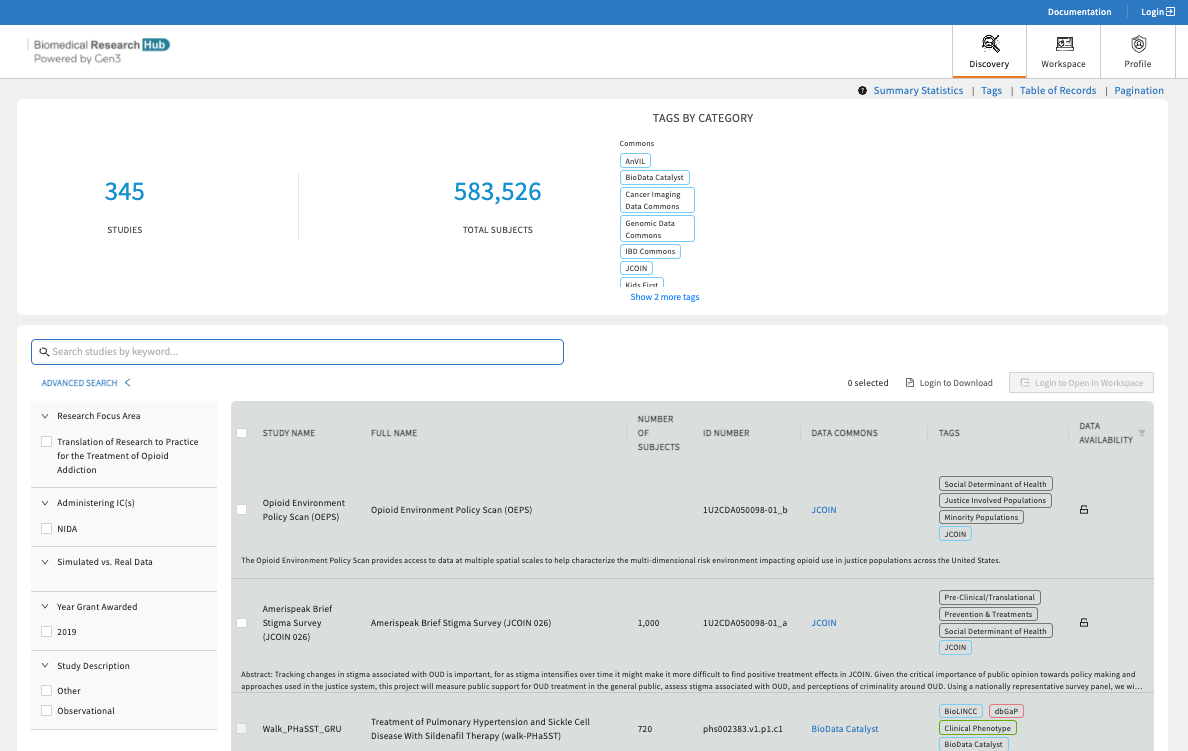 Documentation
Login
Biomedical Research Hub
Powered by Gen3
Discovery
Workspace
Profile
Summary Statistics | Tags | Table of Records | Pagination
TAGS BY CATEGORY
Commons
AnVIL
BioData Catalyst
Cancer Imaging
Data Commons
Genomic Data
Commons
IBD Commons
JCOIN
Kids First
Show 2 more tags
345
STUDIES
583,526
TOTAL SUBJECTS
Search studies by keyword...
ADVANCED SEARCH
0 selected
Login to Download
Login to Open In Workspace
Research Focus Area
Translation of Research to Practice
for the Treatment of Opioid
Addiction
Administering IC(s)
NIDA
Simulated vs. Real Data
Year Grant Awarded
2019
Study Description
Other
Observational
STUDY NAME
FULL NAME
NUMBER
OF
SUBJECTS
ID NUMBER
DATA COMMONS
TAGS
DATA
AVAILABILITY
Opioid Environment
Policy Scan (OEPS)
Opioid Environment Policy Scan (OEPS)
1U2CDA050098-01_b
JCOIN
Social Determinant of Health
Justice Involved Populations
Minority Populations
JCOIN
The Opioid Environment Policy Scan provides access to data at multiple spatial scales to help characterize the multi-dimensional risk environment impacting opioid use in justice populations across the United States.
Amerispeak Brief
Stigma Survey
(JCOIN 026)
Amerispeak Brief Stigma Survey (JCOIN 026)
1,000
1U2CDA050098-01_a
JCOIN
Pre-Clinical/Translational
Prevention & Treatments
Social Determinant of Health
JCOIN
Abstract: Tracking changes in stigma associated with OUD is important, for as stigma intensifies over time it might make it more difficult to find positive treatment effects in JCOIN. Given the critical importance of public opinion towards policy making and
approaches used in the justice system, this project will measure public support for OUD treatment in the general public, assess stigma associated with OUD, and perceptions of criminality around OUD. Using a nationally representative survey panel, we wi...
Walk_PHaSST_GRU
Treatment of Pulmonary Hypertension and Sickle Cell
Disease With Sildenafil Therapy (walk-PHaSST)
720
phs002383.v1.p1.c1
BioData Catalyst
BioLINCC
dbGaP
Clinical Phenotype
BioData Catalyst